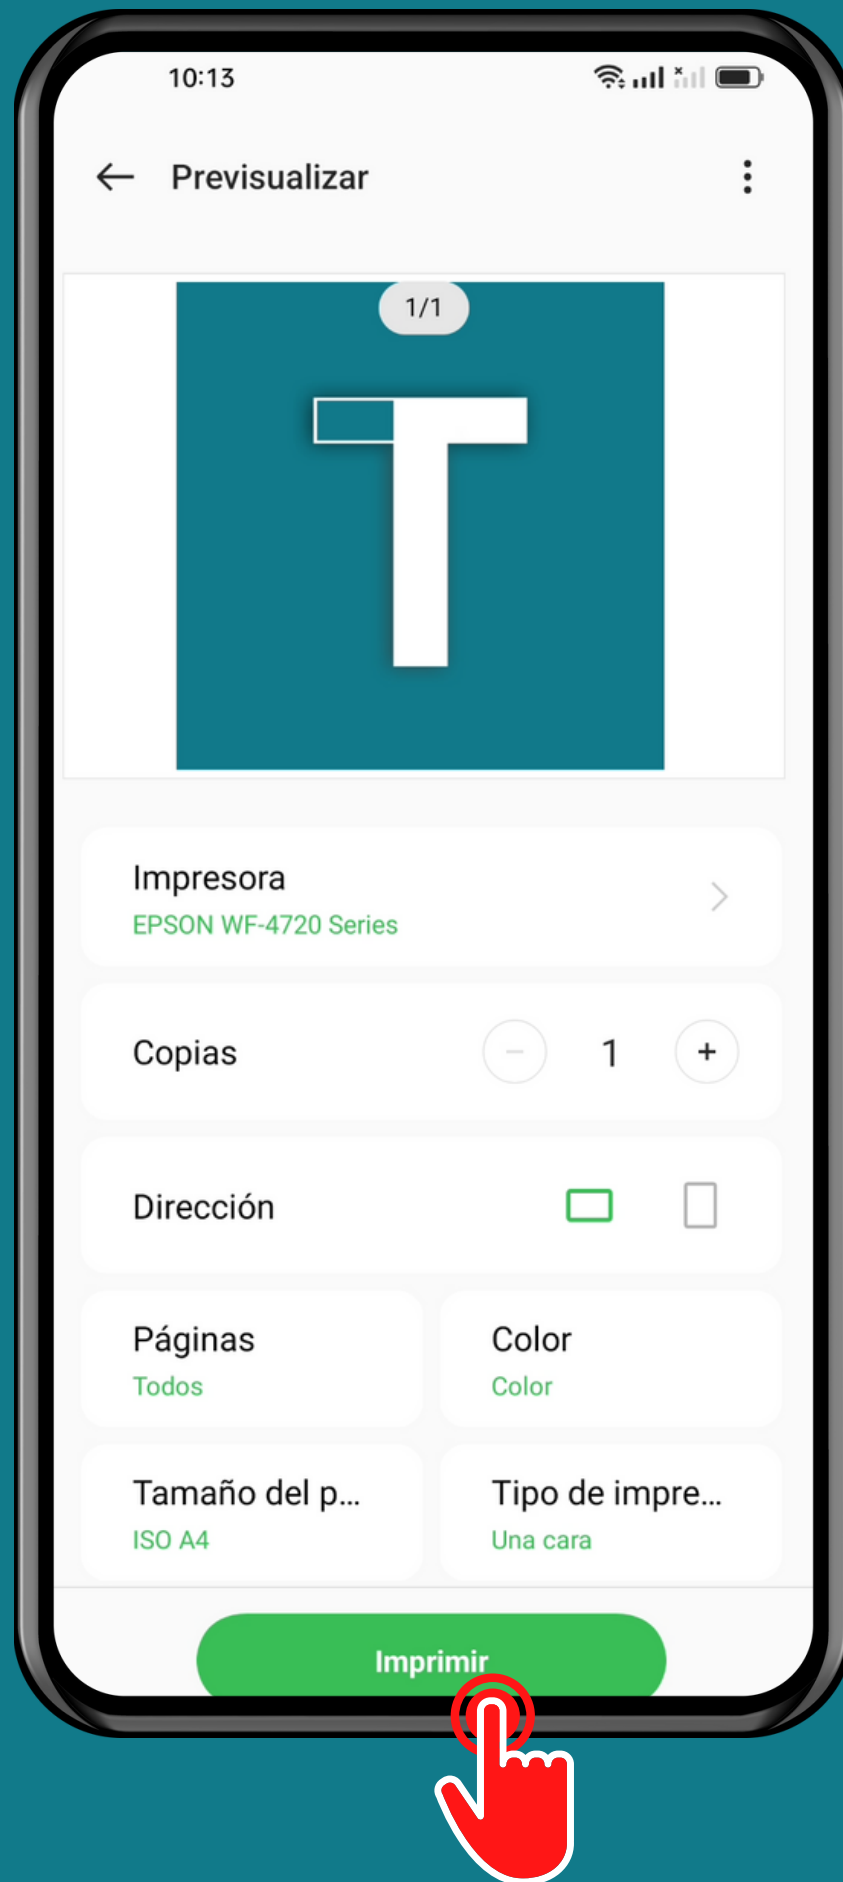 10:13
Previsualizar
1/1
T
Impresora
EPSON WF-4720 Series
Copias
1
Dirección
Páginas
Todos
Color
Color
Tamaño del p...
ISO A4
Tipo de impre...
Una cara
Imprimir